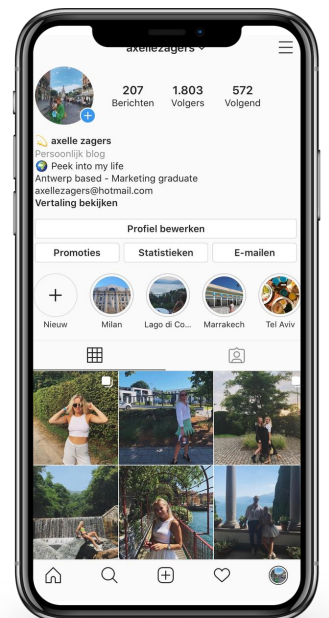 axellezagers
207 1.803 572
Berichten Volgers Volgend
axelle zagers
Persoonlijk blog
Peek into my life
Antwerp based - Marketing graduate
axellezagers@hotmail.com
Vertaling bekijken
Profiel bewerken
Promoties Statistieken E-mailen
Nieuw Milan Lago di Co... Marrakech Tel Aviv